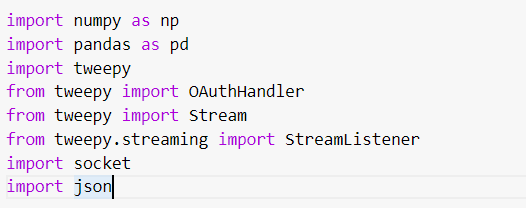 import numpy as np
import pandas as pd
import tweepy
from tweepy import OAuthHandler
from tweepy import Stream
from tweepy.streaming import StreamListener
import socket
import json